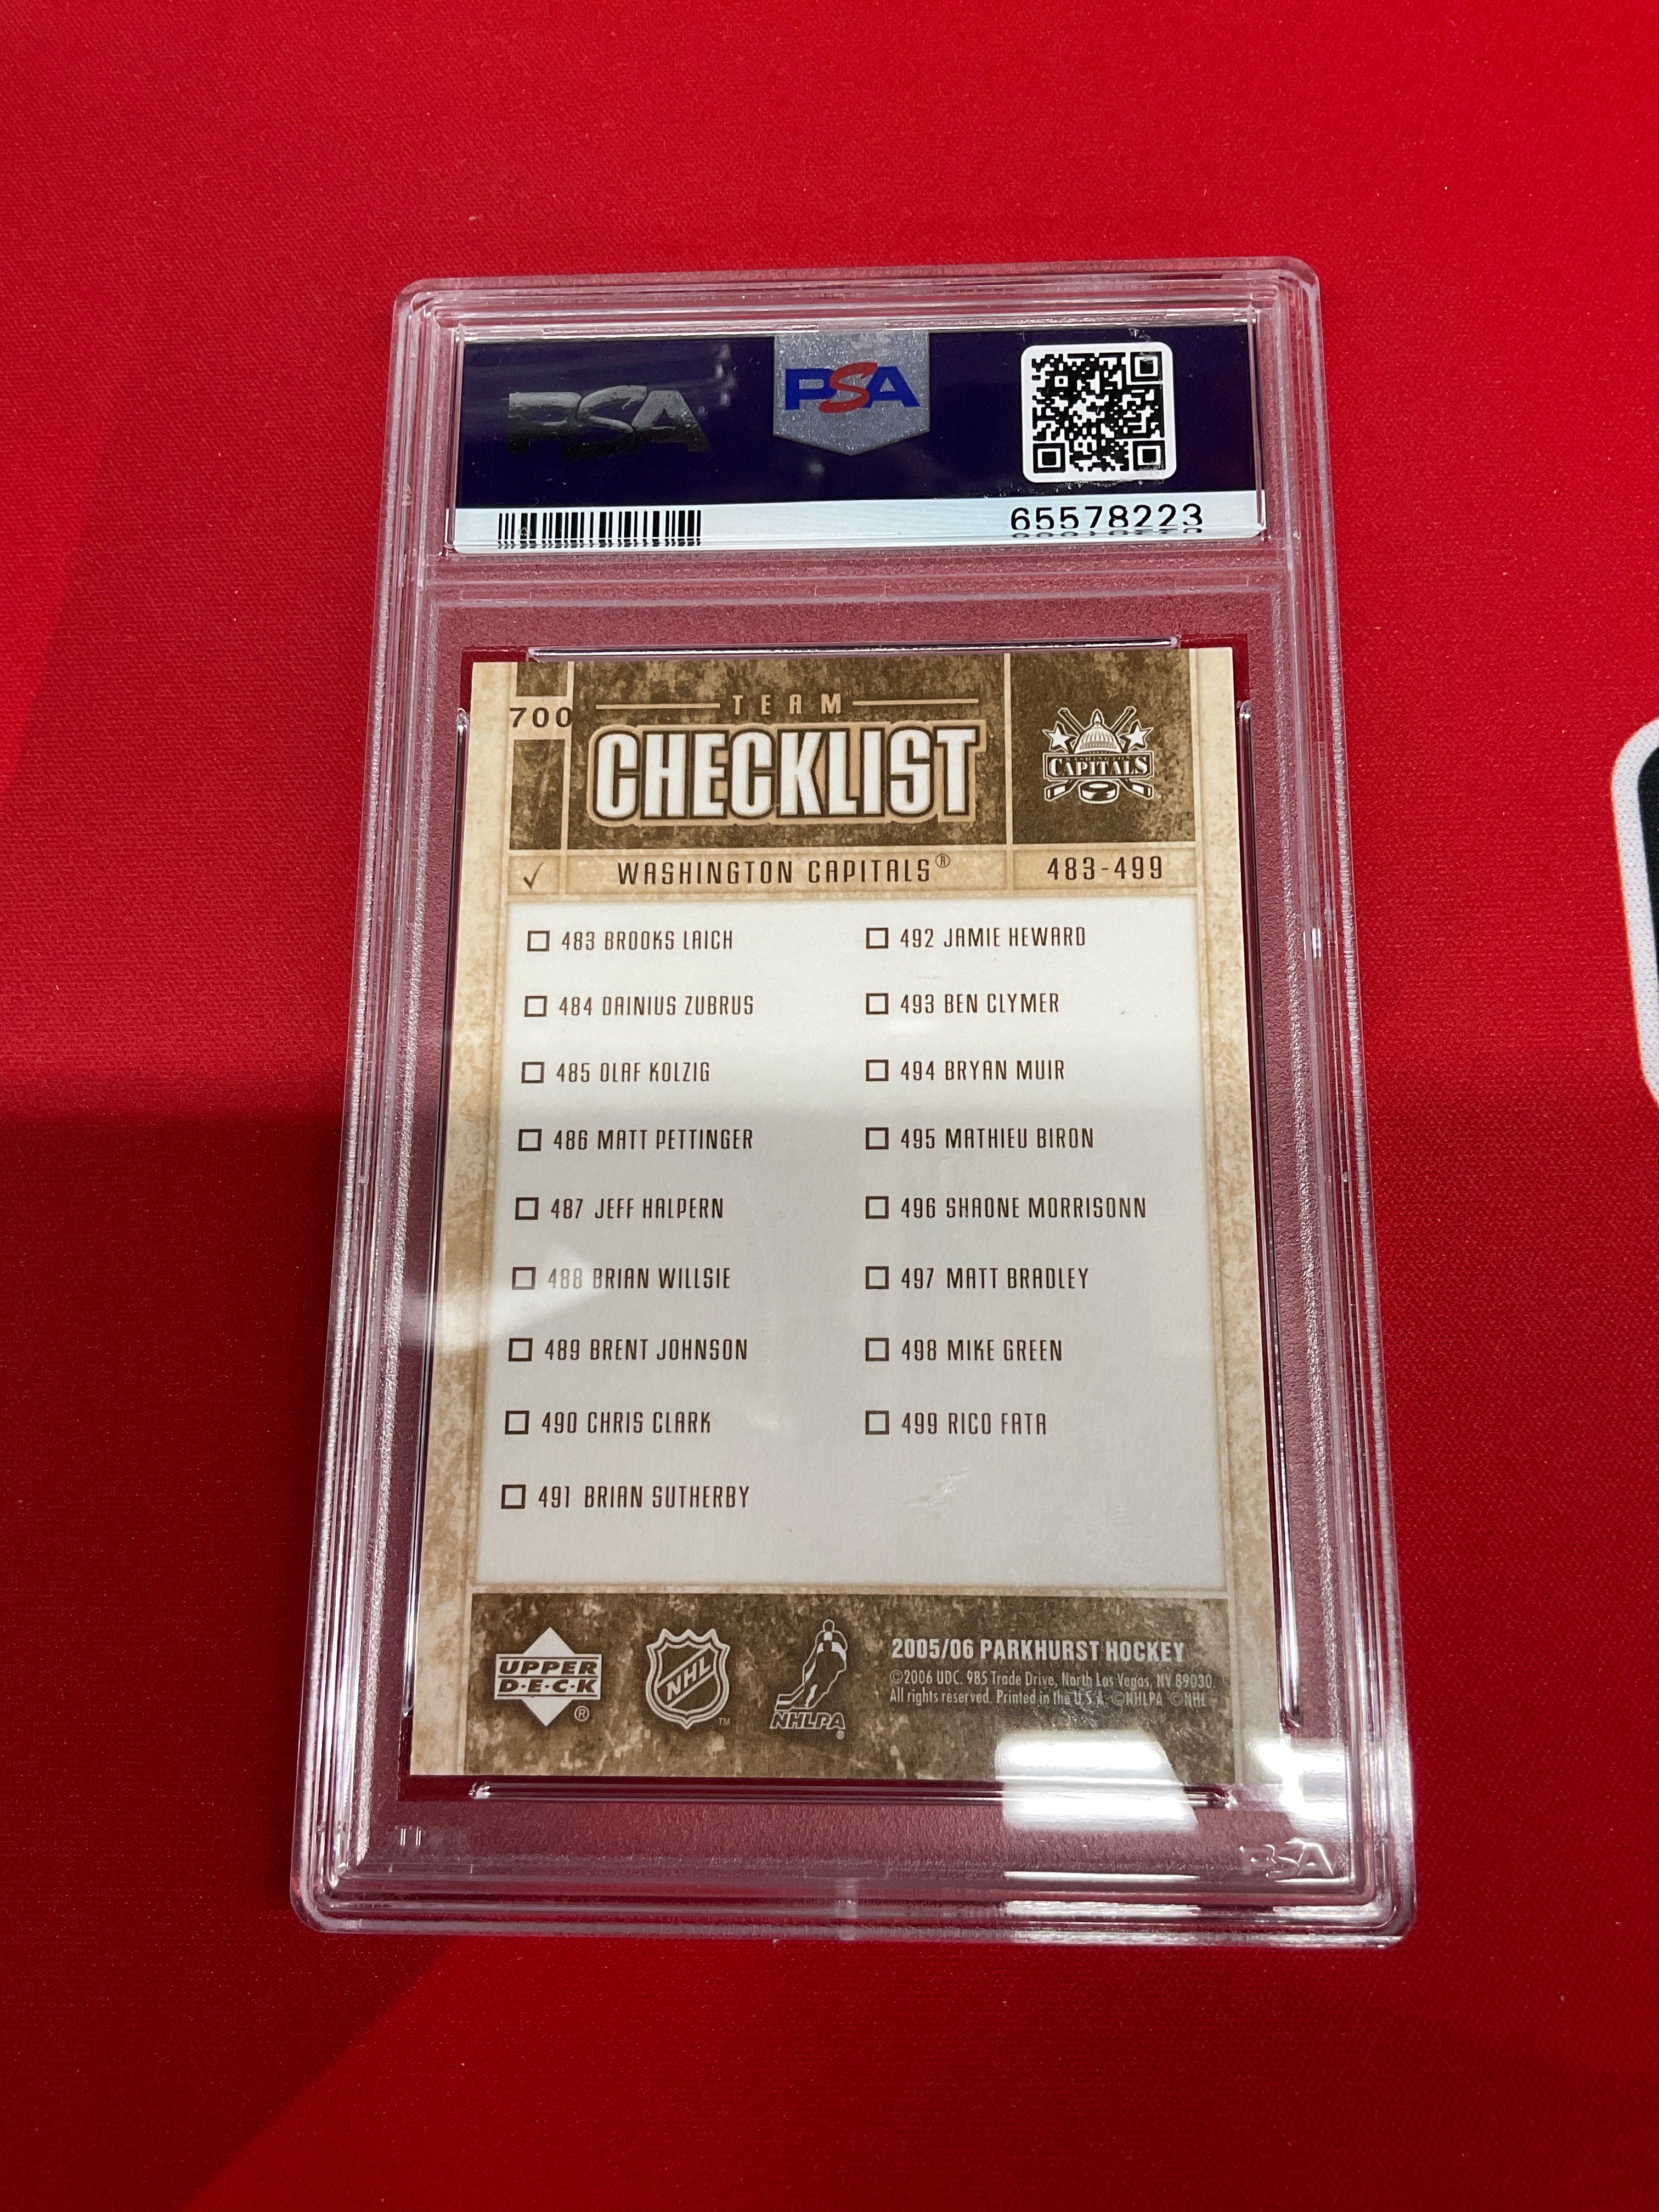 PSA
PSA
65578223
700
TEAM
CHECKLIST
WASHINGTON
CAPITALS
WASHINGTON CAPITALS®
483-499
483 BROOKS LAICH
484 DAINIUS ZUBRUS
485 OLAF KOLZIG
486 MATT PETTINGER
487 JEFF HALPERN
488 BRIAN WILLSIE
489 BRENT JOHNSON
490 CHRIS CLARK
491 BRIAN SUTHERBY
492 JAMIE HEWARD
493 BEN CLYMER
494 BRYAN MUIR
495 MATHIEU BIRON
496 SHAONE MORRISONN
497 MATT BRADLEY
498 MIKE GREEN
499 RICO FATA
UPPER
D·E·C·K ®
NHL ™
NHLPA ®
2005/06 PARKHURST HOCKEY
©2006 UDC. 985 Trade Drive, North Las Vegas, NV 89030.
All rights reserved. Printed in the U.S.A. ©NHLPA ©NHL
PSA